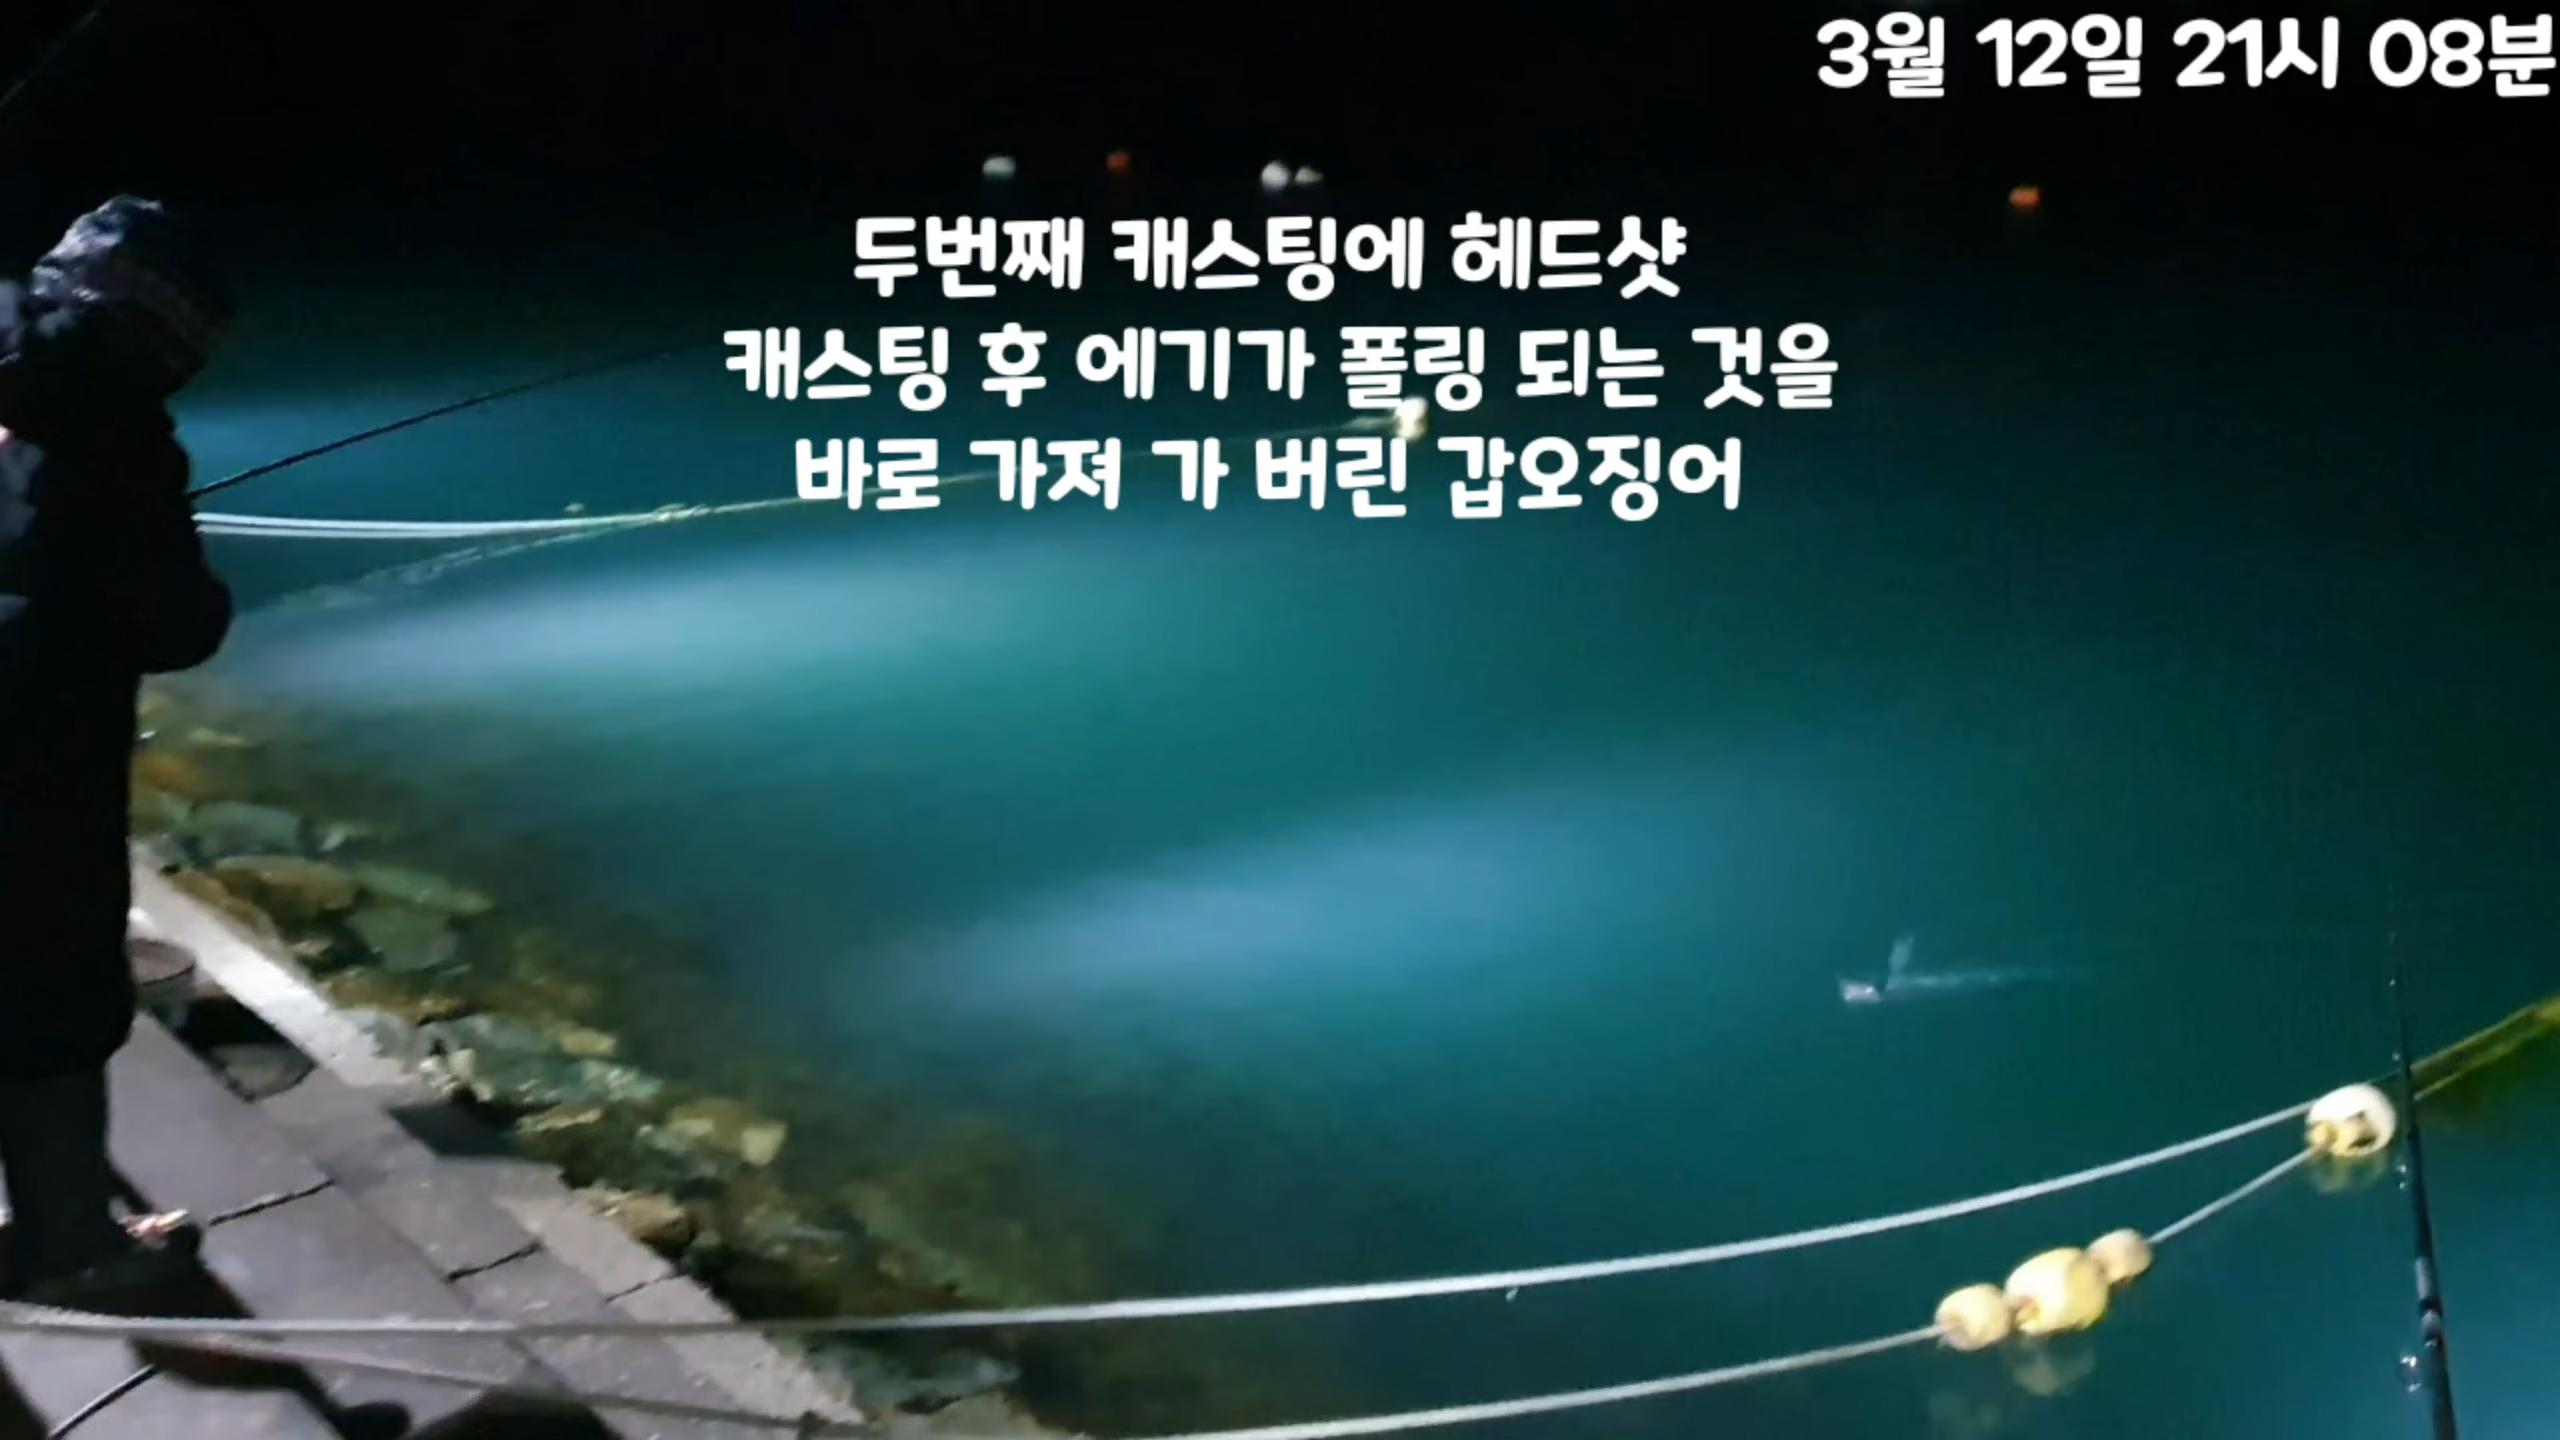 3월 12일 21시 08분
두번째 캐스팅에 헤드샷
캐스팅 후 에기가 폴링 되는 것을
바로 가져 가 버린 갑오징어